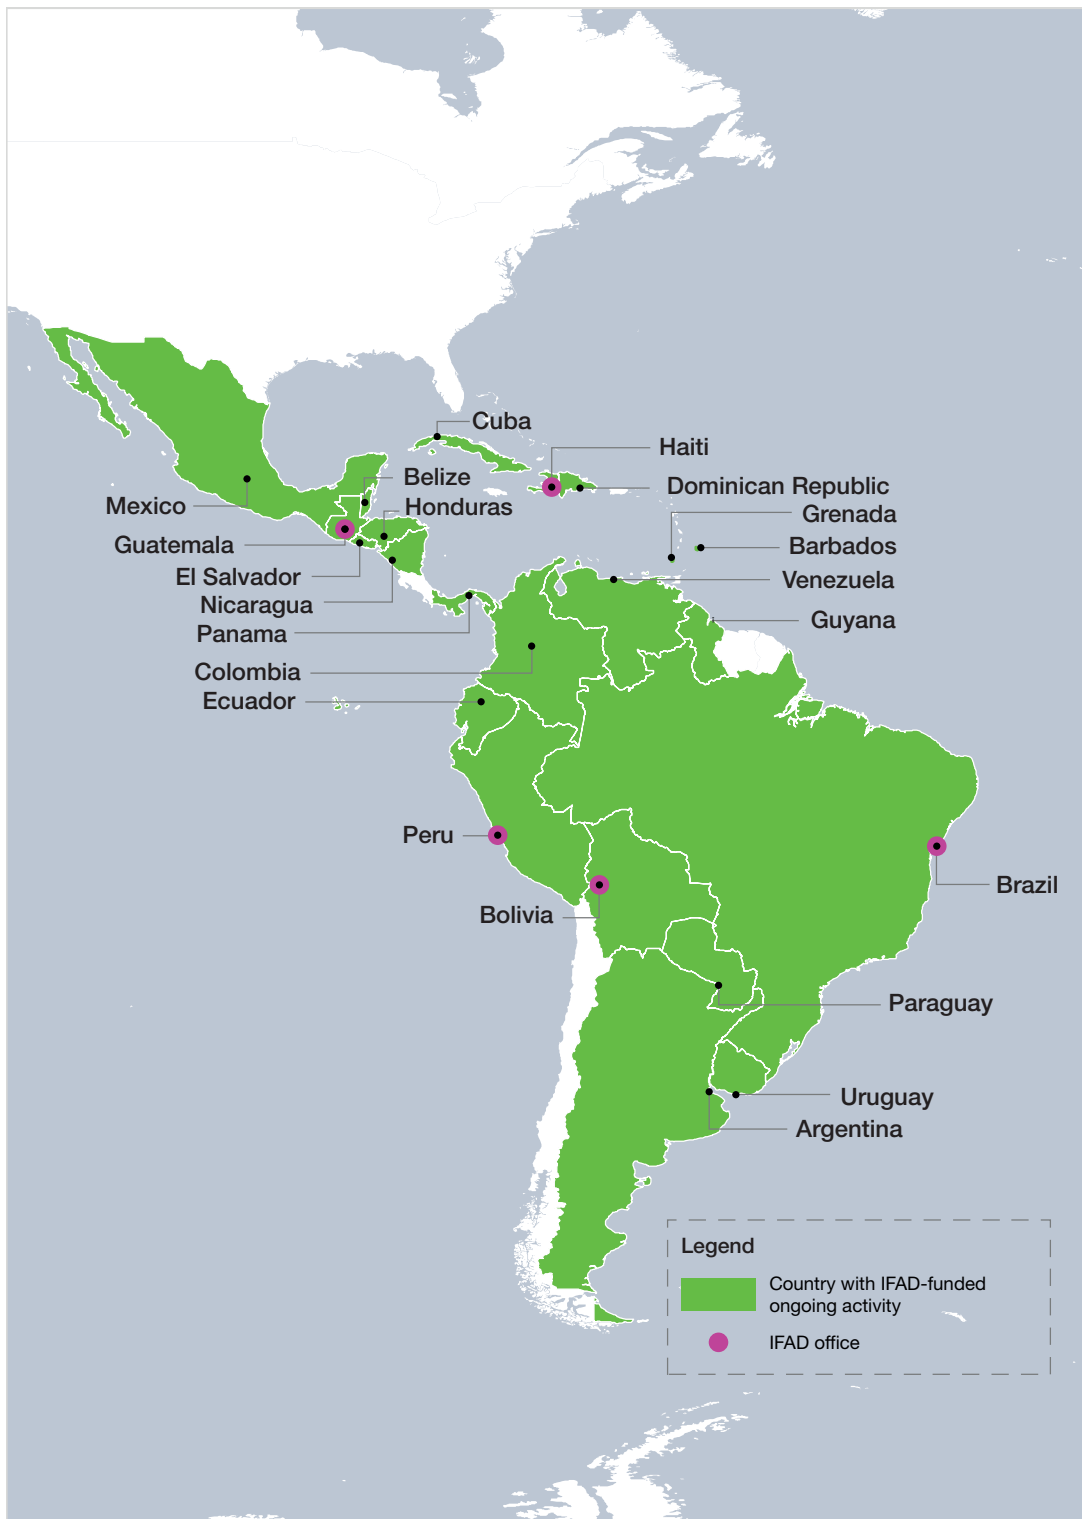 Cuba
Haiti
Belize
Dominican Republic
Mexico
Honduras
Grenada
Guatemala
Barbados
El Salvador
Venezuela
Nicaragua
Guyana
Panama
Colombia
Ecuador
Peru
Brazil
Bolivia
Paraguay
Uruguay
Argentina
Legend
Country with IFAD-funded
ongoing activity
IFAD office